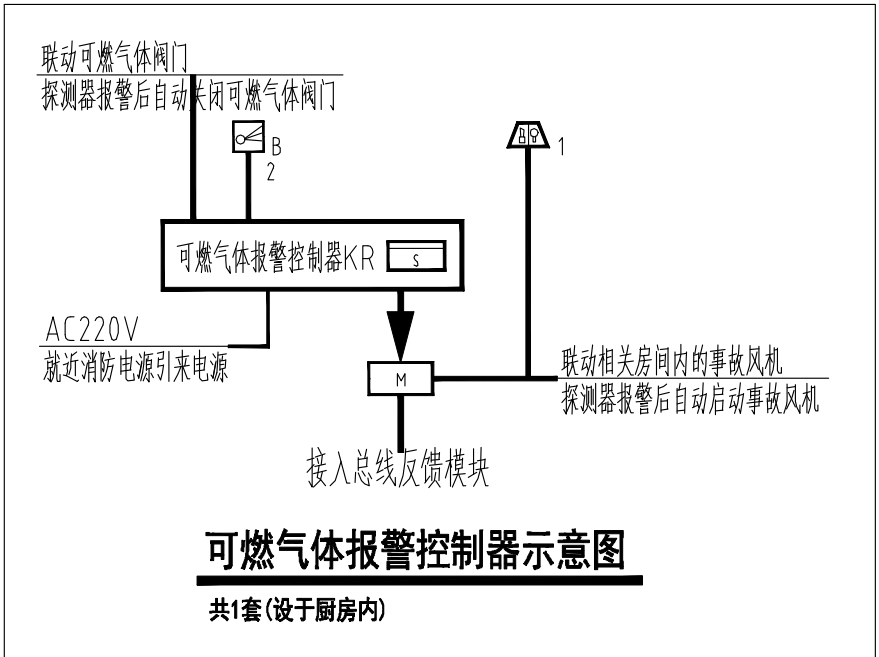 联动可燃气体阀门
探测器报警后自动关闭可燃气体阀门
B
2
1
可燃气体报警控制器KR
S
AC220V
就近消防电源引来电源
M
联动相关房间内的事故风机
探测器报警后自动启动事故风机
接入总线反馈模块
可燃气体报警控制器示意图
共1套(设于厨房内)